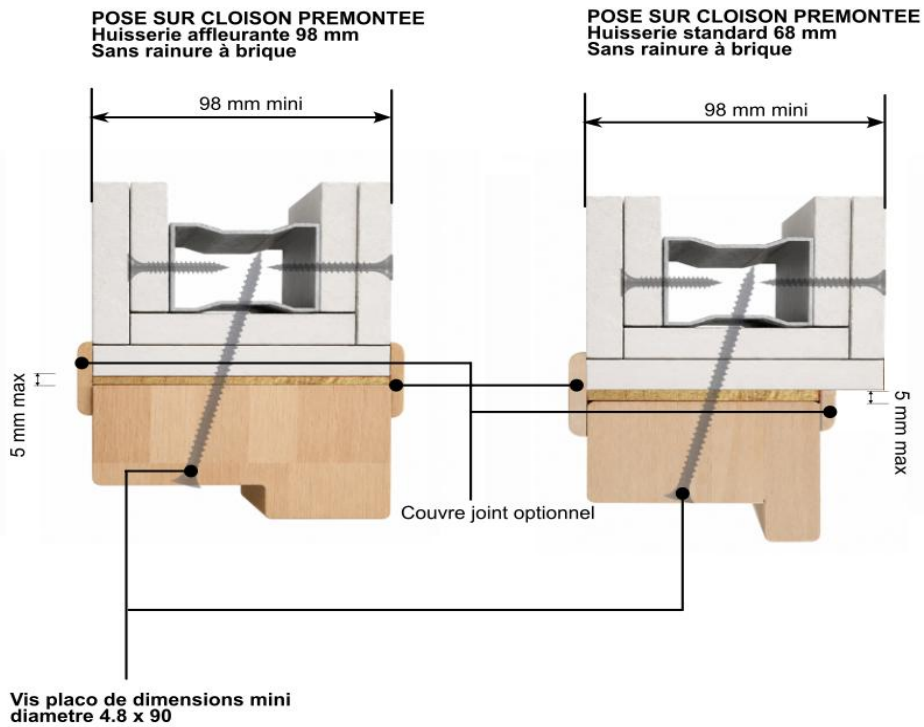 POSE SUR CLOISON PREMONTEE
Huisserie affleurante 98 mm
Sans rainure à brique
POSE SUR CLOISON PREMONTEE
Huisserie standard 68 mm
Sans rainure à brique
98 mm mini
98 mm mini
5 mm max
5 mm max
Couvre joint optionnel
Vis placo de dimensions mini
diametre 4.8 x 90